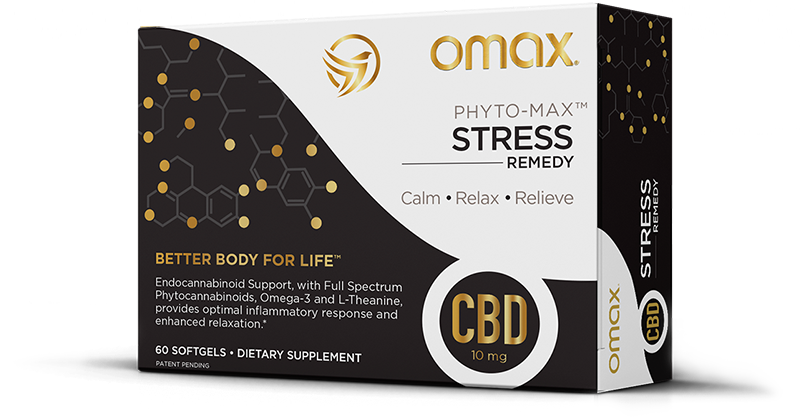 omax®
PHYTO-MAX™
STRESS
REMEDY
Calm • Relax • Relieve
BETTER BODY FOR LIFE™
Endocannabinoid Support, with Full Spectrum
Phytocannabinoids, Omega-3 and L-Theanine,
provides optimal inflammatory response and
enhanced relaxation.*
60 SOFTGELS • DIETARY SUPPLEMENT
PATENT PENDING
CBD
10 mg
STRESS
REMEDY
omax.
CBD